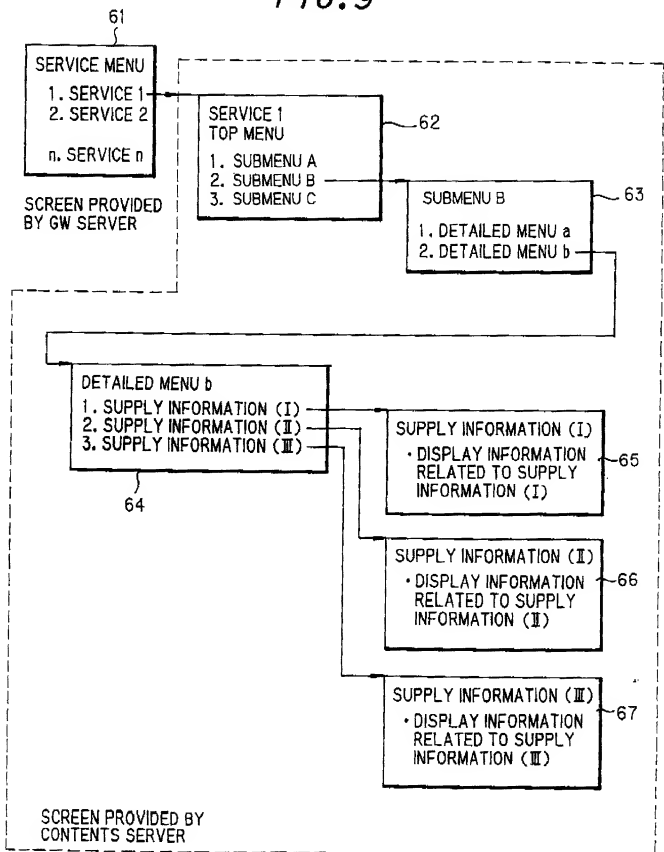 FIG.9
61
SERVICE MENU
1. SERVICE 1
2. SERVICE 2
n. SERVICE n
SCREEN PROVIDED
BY GW SERVER
62
SERVICE 1
TOP MENU
1. SUBMENU A
2. SUBMENU B
3. SUBMENU C
63
SUBMENU B
1. DETAILED MENU a
2. DETAILED MENU b
DETAILED MENU b
1. SUPPLY INFORMATION (I)
2. SUPPLY INFORMATION (II)
3. SUPPLY INFORMATION (III)
64
SUPPLY INFORMATION (I)
• DISPLAY INFORMATION
RELATED TO SUPPLY
INFORMATION (I)
65
SUPPLY INFORMATION (II)
• DISPLAY INFORMATION
RELATED TO SUPPLY
INFORMATION (II)
66
SUPPLY INFORMATION (III)
• DISPLAY INFORMATION
RELATED TO SUPPLY
INFORMATION (III)
67
SCREEN PROVIDED BY
CONTENTS SERVER